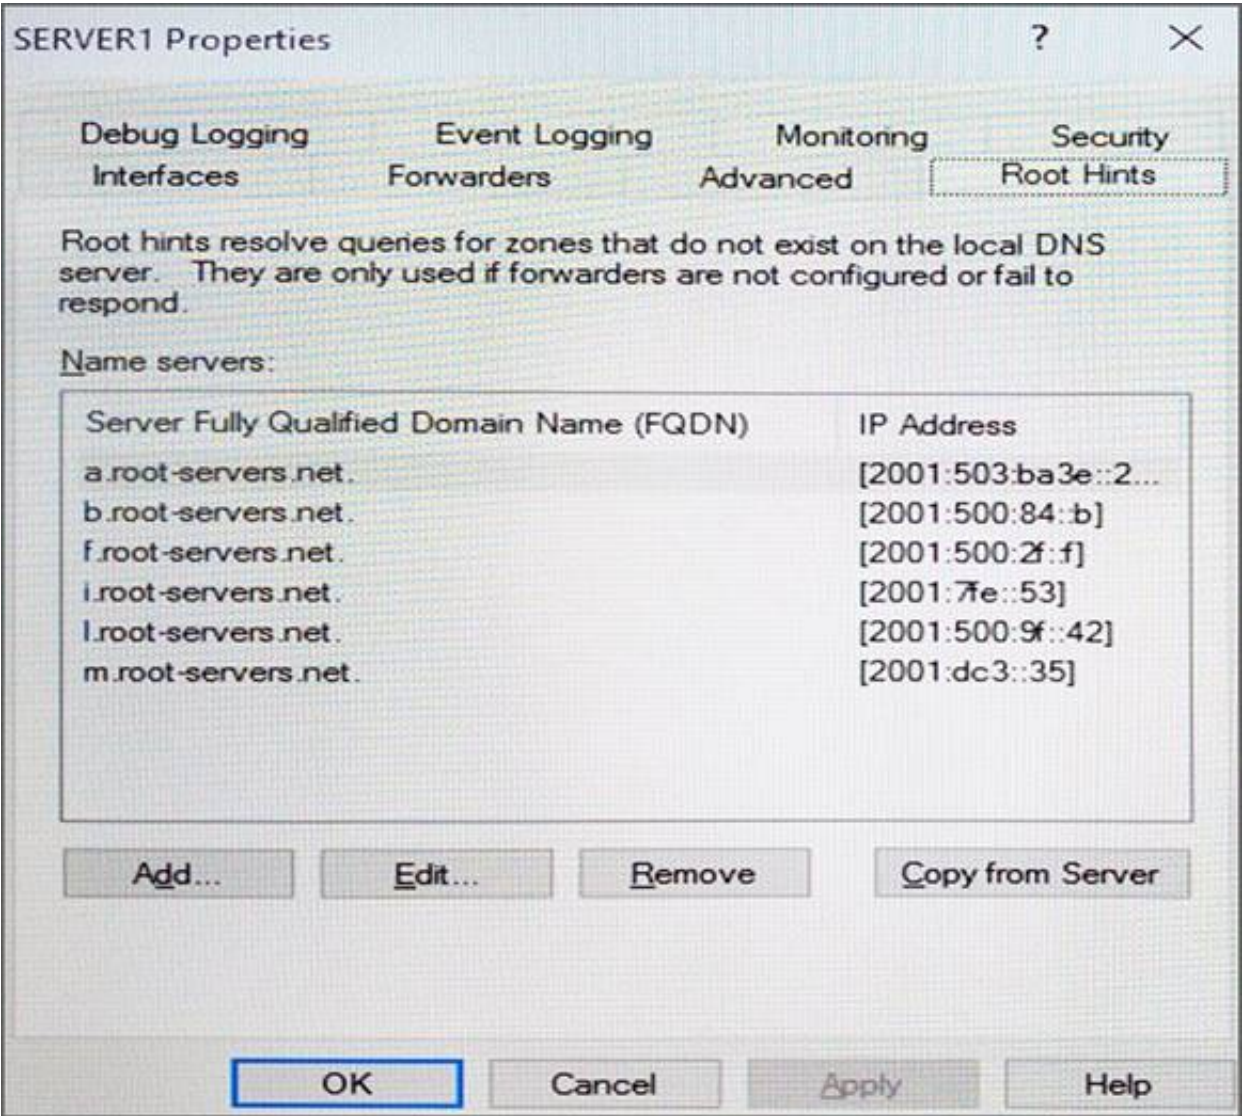 SERVER1 Properties ? X
Debug Logging Event Logging Monitoring Security
Interfaces Forwarders Advanced Root Hints
Root hints resolve queries for zones that do not exist on the local DNS
server. They are only used if forwarders are not configured or fail to
respond.
Name servers:
Server Fully Qualified Domain Name (FQDN) IP Address
a.root-servers.net. [2001:503:ba3e::2...
b.root-servers.net. [2001:500:84::b]
f.root-servers.net. [2001:500:2f::f]
i.root-servers.net. [2001:7fe::53]
l.root-servers.net. [2001:500:9f::42]
m.root-servers.net. [2001:dc3::35]
Add... Edit... Remove Copy from Server
OK Cancel Apply Help